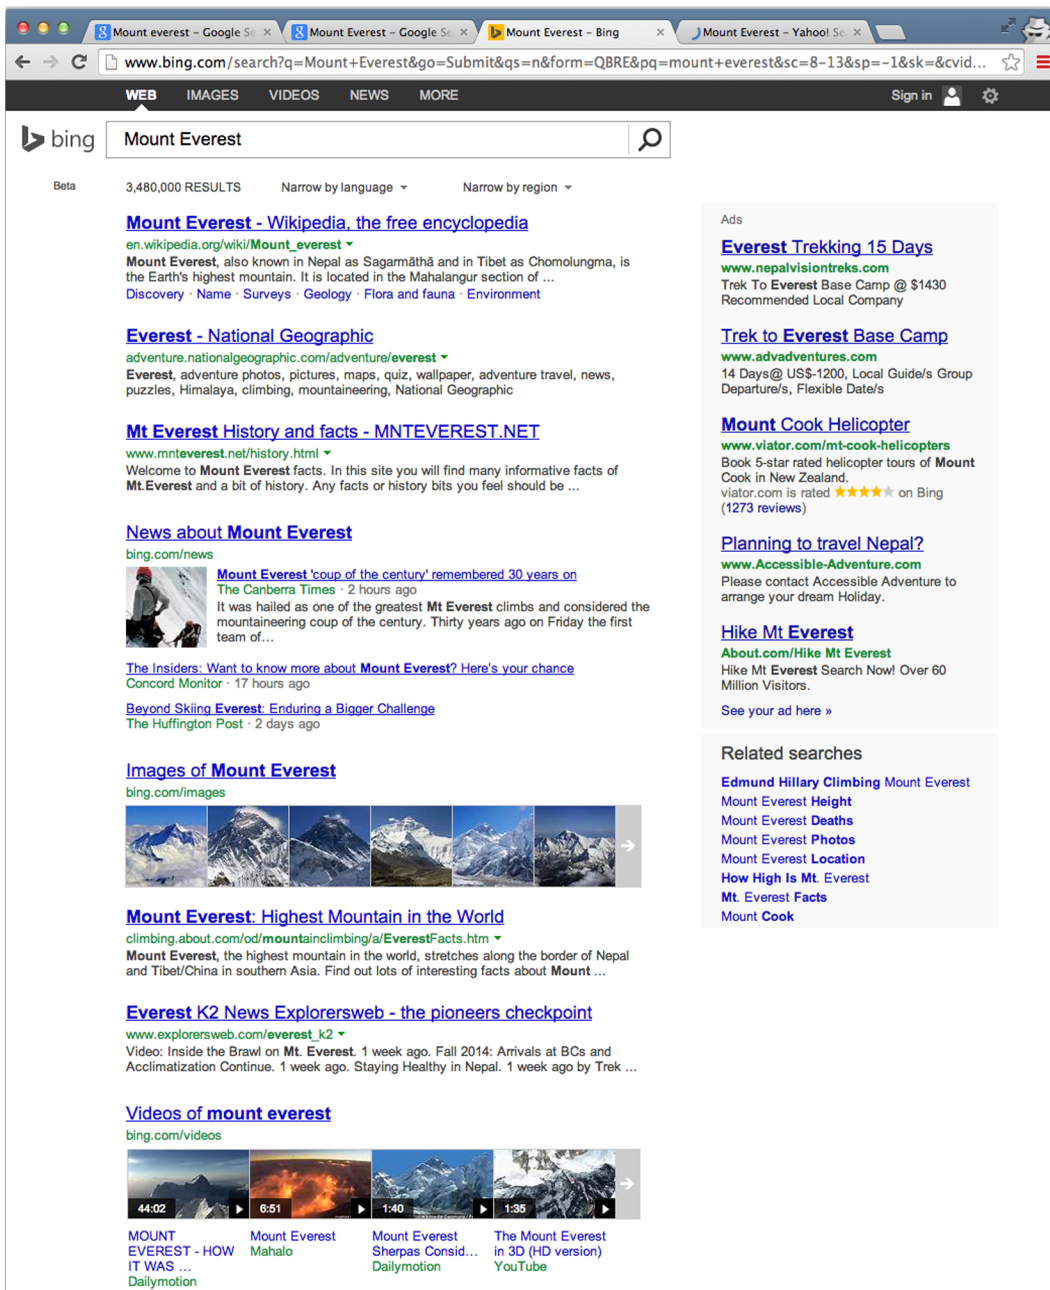 Mount everest – Google Se
Mount Everest – Google Se
Mount Everest – Bing
Mount Everest – Yahoo! Se
www.bing.com/search?q=Mount+Everest&go=Submit&qs=n&form=QBRE&pq=mount+everest&sc=8-13&sp=-1&sk=&cvid...
WEB IMAGES VIDEOS NEWS MORE Sign in
bing Mount Everest
Beta 3,480,000 RESULTS Narrow by language Narrow by region
Mount Everest - Wikipedia, the free encyclopedia
en.wikipedia.org/wiki/Mount_everest
Mount Everest, also known in Nepal as Sagarmāthā and in Tibet as Chomolungma, is
the Earth's highest mountain. It is located in the Mahalangur section of ...
Discovery · Name · Surveys · Geology · Flora and fauna · Environment
Everest - National Geographic
adventure.nationalgeographic.com/adventure/everest
Everest, adventure photos, pictures, maps, quiz, wallpaper, adventure travel, news,
puzzles, Himalaya, climbing, mountaineering, National Geographic
Mt Everest History and facts - MNTEVEREST.NET
www.mnteverest.net/history.html
Welcome to Mount Everest facts. In this site you will find many informative facts of
Mt.Everest and a bit of history. Any facts or history bits you feel should be ...
News about Mount Everest
bing.com/news
Mount Everest 'coup of the century' remembered 30 years on
The Canberra Times · 2 hours ago
It was hailed as one of the greatest Mt Everest climbs and considered the
mountaineering coup of the century. Thirty years ago on Friday the first
team of...
The Insiders: Want to know more about Mount Everest? Here's your chance
Concord Monitor · 17 hours ago
Beyond Skiing Everest: Enduring a Bigger Challenge
The Huffington Post · 2 days ago
Images of Mount Everest
bing.com/images
Mount Everest: Highest Mountain in the World
climbing.about.com/od/mountainclimbing/a/EverestFacts.htm
Mount Everest, the highest mountain in the world, stretches along the border of Nepal
and Tibet/China in southern Asia. Find out lots of interesting facts about Mount ...
Everest K2 News Explorersweb - the pioneers checkpoint
www.explorersweb.com/everest_k2
Video: Inside the Brawl on Mt. Everest. 1 week ago. Fall 2014: Arrivals at BCs and
Acclimatization Continue. 1 week ago. Staying Healthy in Nepal. 1 week ago by Trek ...
Videos of mount everest
bing.com/videos
44:02
MOUNT
EVEREST - HOW
IT WAS ...
Dailymotion
6:51
Mount Everest
Mahalo
1:40
Mount Everest
Sherpas Consid...
Dailymotion
1:35
The Mount Everest
in 3D (HD version)
YouTube
Ads
Everest Trekking 15 Days
www.nepalvisiontreks.com
Trek To Everest Base Camp @ $1430
Recommended Local Company
Trek to Everest Base Camp
www.advadventures.com
14 Days@ US$-1200, Local Guide/s Group
Departure/s, Flexible Date/s
Mount Cook Helicopter
www.viator.com/mt-cook-helicopters
Book 5-star rated helicopter tours of Mount
Cook in New Zealand.
viator.com is rated ★★★★★ on Bing
(1273 reviews)
Planning to travel Nepal?
www.Accessible-Adventure.com
Please contact Accessible Adventure to
arrange your dream Holiday.
Hike Mt Everest
About.com/Hike Mt Everest
Hike Mt Everest Search Now! Over 60
Million Visitors.
See your ad here »
Related searches
Edmund Hillary Climbing Mount Everest
Mount Everest Height
Mount Everest Deaths
Mount Everest Photos
Mount Everest Location
How High Is Mt. Everest
Mt. Everest Facts
Mount Cook